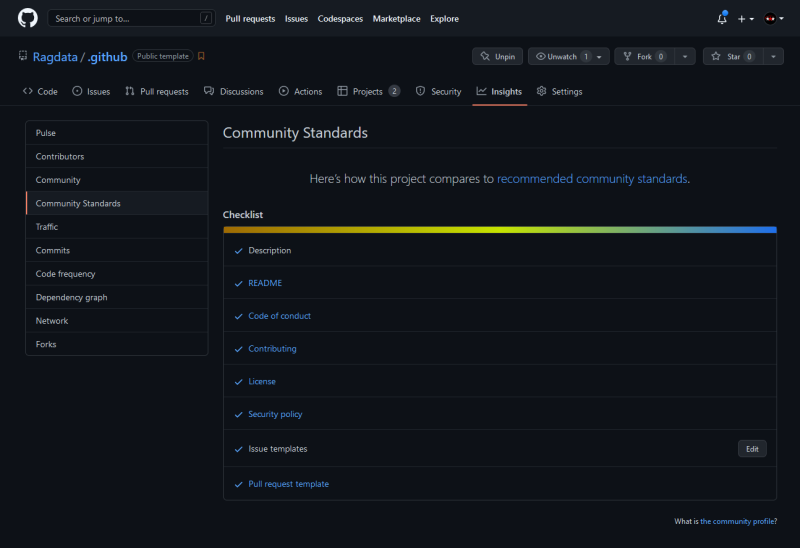 Search or jump to... /
Pull requests Issues Codespaces Marketplace Explore
Ragdata / .github Public template
Unpin Unwatch 1 Fork 0 Star 0
Code Issues Pull requests Discussions Actions Projects 2 Security Insights Settings
Pulse
Contributors
Community
Community Standards
Traffic
Commits
Code frequency
Dependency graph
Network
Forks
Community Standards
Here's how this project compares to recommended community standards.
Checklist
Description
README
Code of conduct
Contributing
License
Security policy
Issue templates Edit
Pull request template
What is the community profile?